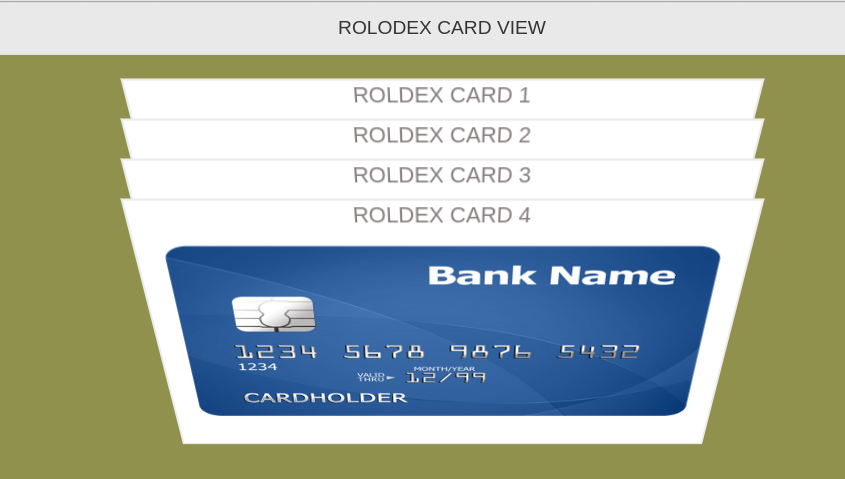 ROLODEX CARD VIEW
ROLDEX CARD 1
ROLDEX CARD 2
ROLDEX CARD 3
ROLDEX CARD 4
Bank Name
1234 5678 9876 5432
1234
MONTH/YEAR
VALID THRU 12/99
CARDHOLDER